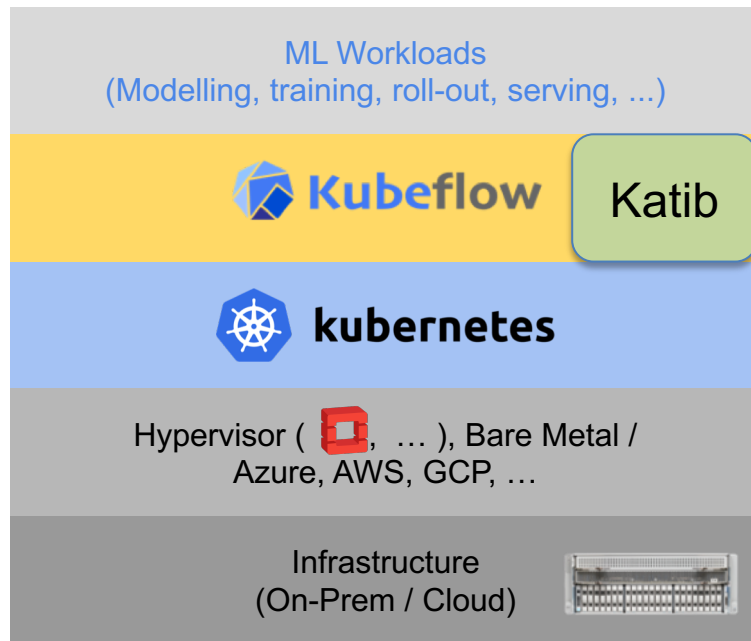 ML Workloads
(Modelling, training, roll-out, serving, ...)
Kubeflow
Katib
kubernetes
Hypervisor ( , … ), Bare Metal /
Azure, AWS, GCP, …
Infrastructure
(On-Prem / Cloud)